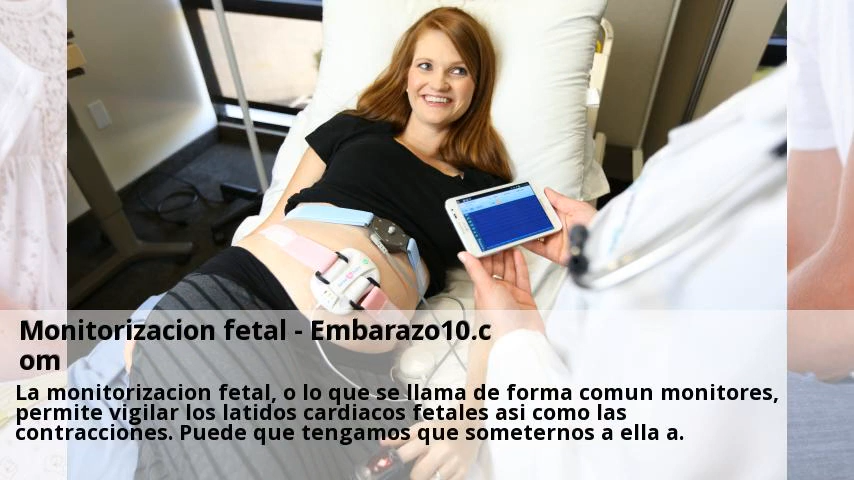 Monitorizacion fetal - Embarazo10.c
om
La monitorizacion fetal, o lo que se llama de forma comun monitores,
permite vigilar los latidos cardiacos fetales asi como las
contracciones. Puede que tengamos que someternos a ella a.